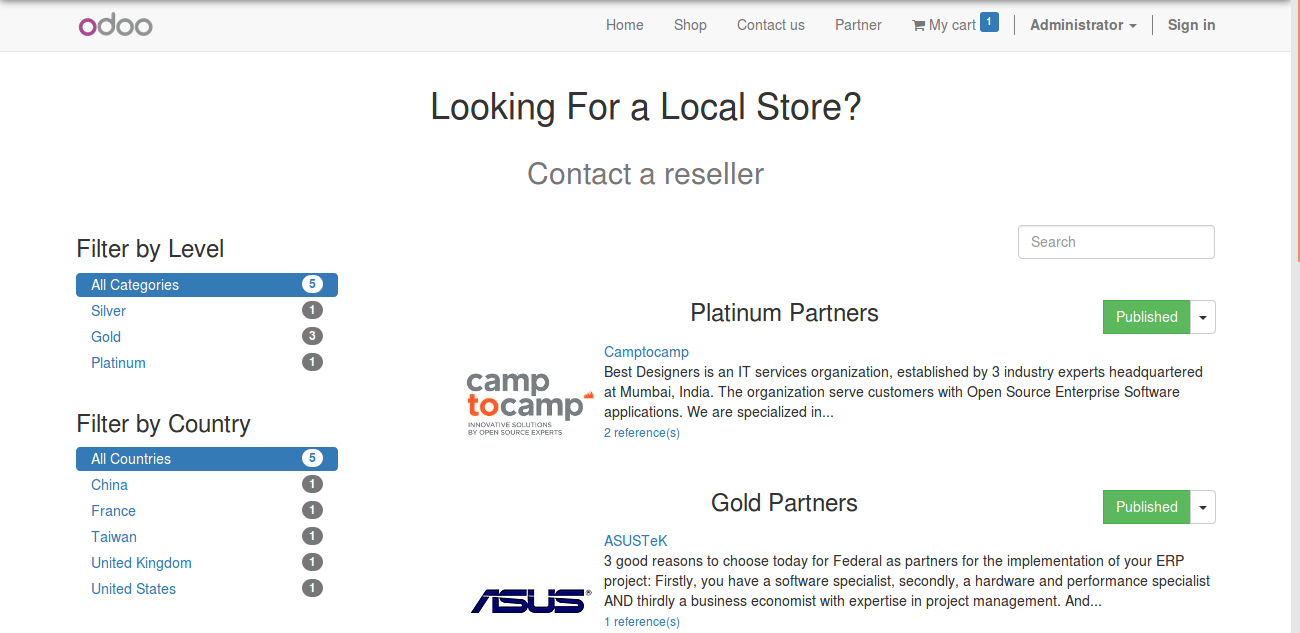 odoo
Home Shop Contact us Partner My cart 1 Administrator Sign in
Looking For a Local Store?
Contact a reseller
Search
Filter by Level
All Categories 5
Silver 1
Gold 3
Platinum 1
Filter by Country
All Countries 5
China 1
France 1
Taiwan 1
United Kingdom 1
United States 1
Platinum Partners
Published
camp
tocamp
INNOVATIVE SOLUTIONS
BY OPEN SOURCE EXPERTS
Camptocamp
Best Designers is an IT services organization, established by 3 industry experts headquartered
at Mumbai, India. The organization serve customers with Open Source Enterprise Software
applications. We are specialized in...
2 reference(s)
Gold Partners
Published
ASUS®
ASUSTeK
3 good reasons to choose today for Federal as partners for the implementation of your ERP
project: Firstly, you have a software specialist, secondly, a hardware and performance specialist
AND thirdly a business economist with expertise in project management. And...
1 reference(s)